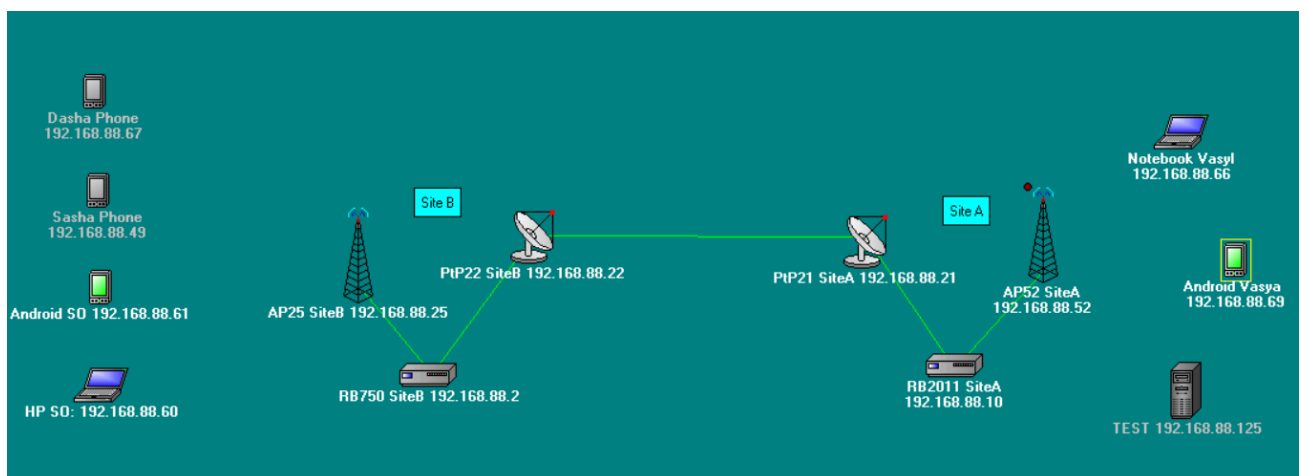 Dasha Phone
192.168.88.67
Sasha Phone
192.168.88.49
Android SO 192.168.88.61
HP SO: 192.168.88.60
Site B
AP25 SiteB 192.168.88.25
PtP22 SiteB 192.168.88.22
RB750 SiteB 192.168.88.2
PtP21 SiteA 192.168.88.21
Site A
AP52 SiteA
192.168.88.52
RB2011 SiteA
192.168.88.10
Notebook Vasyl
192.168.88.66
Android Vasya
192.168.88.69
TEST 192.168.88.125